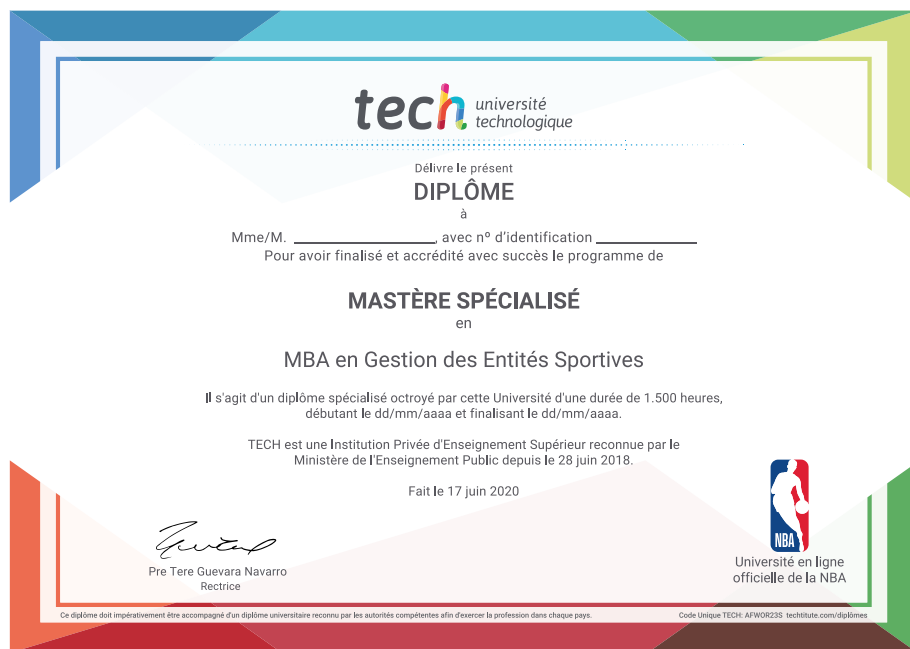 tech université
technologique
Délivre le présent
DIPLÔME
à
Mme/M. , avec nº d'identification
Pour avoir finalisé et accrédité avec succès le programme de
MASTÈRE SPÉCIALISÉ
en
MBA en Gestion des Entités Sportives
Il s'agit d'un diplôme spécialisé octroyé par cette Université d'une durée de 1.500 heures,
débutant le dd/mm/aaaa et finalisant le dd/mm/aaaa.
TECH est une Institution Privée d'Enseignement Supérieur reconnue par le
Ministère de l'Enseignement Public depuis le 28 juin 2018.
Fait le 17 juin 2020
Pre Tere Guevara Navarro
Rectrice
NBA
Université en ligne
officielle de la NBA
Ce diplôme doit impérativement être accompagné d'un diplôme universitaire reconnu par les autorités compétentes afin d'exercer la profession dans chaque pays.
Code Unique TECH: AFWOR23S techtitute.com/diplômes